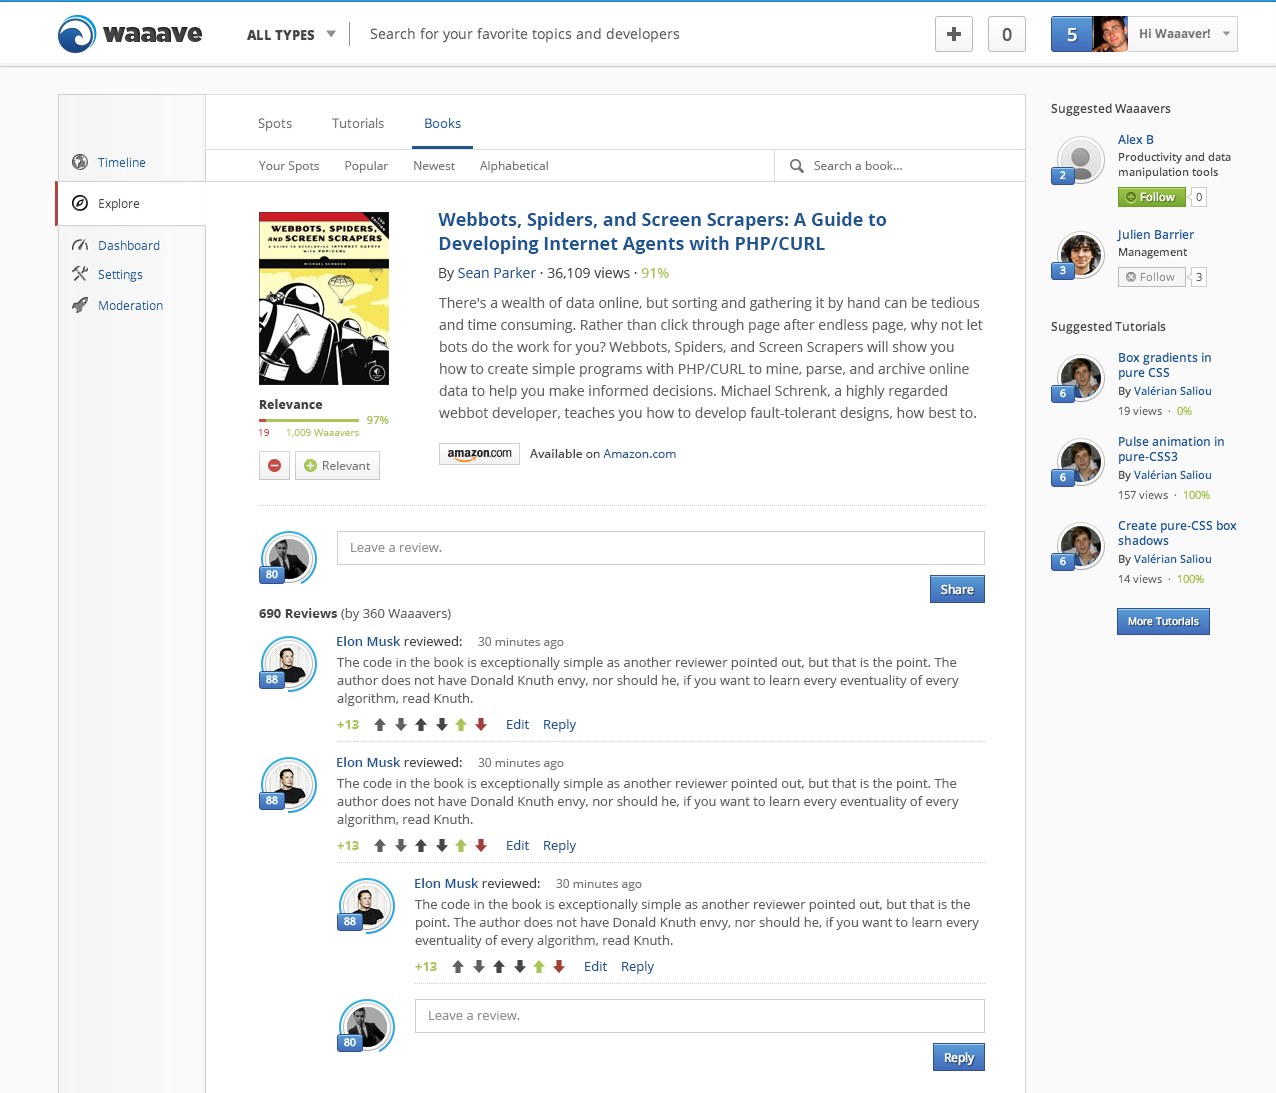 waaave
ALL TYPES
Search for your favorite topics and developers
0
5
Hi Waaaver!
Timeline
Explore
Dashboard
Settings
Moderation
Spots
Tutorials
Books
Your Spots
Popular
Newest
Alphabetical
Search a book...
WEBBOTS, SPIDERS,
AND SCREEN SCRAPERS
A GUIDE TO DEVELOPING INTERNET AGENTS
WITH PHP/CURL
MICHAEL SCHRENK
Relevance
97%
19
1,009 Waaavers
Relevant
Webbots, Spiders, and Screen Scrapers: A Guide to
Developing Internet Agents with PHP/CURL
By Sean Parker · 36,109 views · 91%
There's a wealth of data online, but sorting and gathering it by hand can be tedious
and time consuming. Rather than click through page after endless page, why not let
bots do the work for you? Webbots, Spiders, and Screen Scrapers will show you
how to create simple programs with PHP/CURL to mine, parse, and archive online
data to help you make informed decisions. Michael Schrenk, a highly regarded
webbot developer, teaches you how to develop fault-tolerant designs, how best to.
amazon.com
Available on Amazon.com
80
Leave a review.
Share
690 Reviews (by 360 Waaavers)
88
Elon Musk reviewed: 30 minutes ago
The code in the book is exceptionally simple as another reviewer pointed out, but that is the point. The
author does not have Donald Knuth envy, nor should he, if you want to learn every eventuality of every
algorithm, read Knuth.
+13 Edit Reply
88
Elon Musk reviewed: 30 minutes ago
The code in the book is exceptionally simple as another reviewer pointed out, but that is the point. The
author does not have Donald Knuth envy, nor should he, if you want to learn every eventuality of every
algorithm, read Knuth.
+13 Edit Reply
88
Elon Musk reviewed: 30 minutes ago
The code in the book is exceptionally simple as another reviewer pointed out, but that is the
point. The author does not have Donald Knuth envy, nor should he, if you want to learn every
eventuality of every algorithm, read Knuth.
+13 Edit Reply
80
Leave a review.
Reply
Suggested Waaavers
2
Alex B
Productivity and data
manipulation tools
Follow 0
3
Julien Barrier
Management
Follow 3
Suggested Tutorials
6
Box gradients in
pure CSS
By Valérian Saliou
19 views · 0%
6
Pulse animation in
pure-CSS3
By Valérian Saliou
157 views · 100%
6
Create pure-CSS box
shadows
By Valérian Saliou
14 views · 100%
More Tutorials